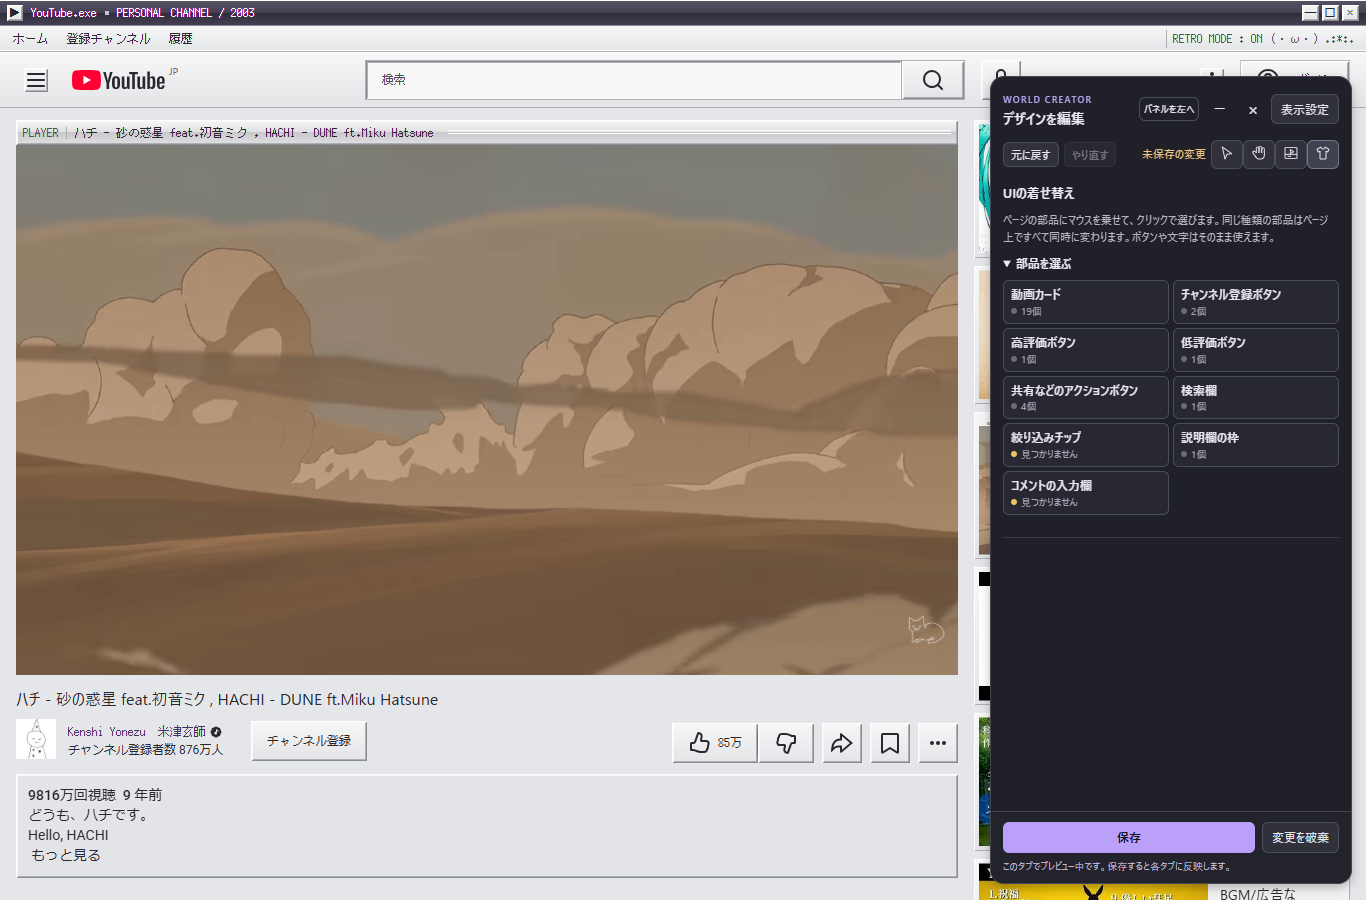 YouTube.exe ▪ PERSONAL CHANNEL / 2003
ホーム 登録チャンネル 履歴
RETRO MODE : ON (・ω・) .:*:.
YouTube JP
検索
PLAYER ハチ - 砂の惑星 feat.初音ミク , HACHI - DUNE ft.Miku Hatsune
ハチ - 砂の惑星 feat.初音ミク , HACHI - DUNE ft.Miku Hatsune
Kenshi Yonezu 米津玄師
チャンネル登録者数 876万人
チャンネル登録
85万
9816万回視聴 9 年前
どうも、ハチです。
Hello, HACHI
もっと見る
WORLD CREATOR
デザインを編集
パネルを左へ
表示設定
元に戻す
やり直す
未保存の変更
UIの着せ替え
ページの部品にマウスを乗せて、クリックで選びます。同じ種類の部品はページ
上ですべて同時に変わります。ボタンや文字はそのまま使えます。
▼ 部品を選ぶ
動画カード
19個
チャンネル登録ボタン
2個
高評価ボタン
1個
低評価ボタン
1個
共有などのアクションボタン
4個
検索欄
1個
絞り込みチップ
見つかりません
説明欄の枠
1個
コメントの入力欄
見つかりません
保存
変更を破棄
このタブでプレビュー中です。保存すると各タブに反映します。
1.祝福
BGM/広告な